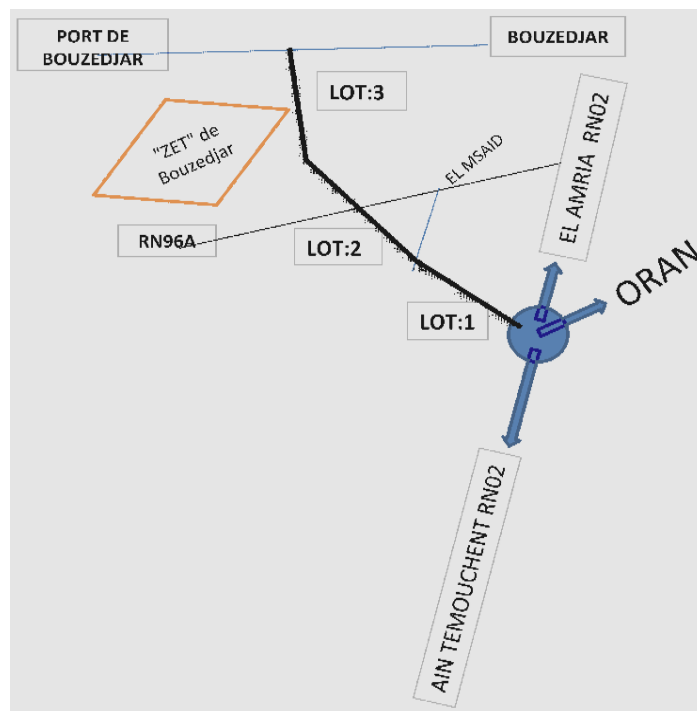 PORT DE
BOUZEDJAR
BOUZEDJAR
LOT:3
"ZET" de
Bouzedjar
EL MSAID
EL AMRIA  RN02
RN96A
LOT:2
ORAN
LOT:1
AIN TEMOUCHENT RN02